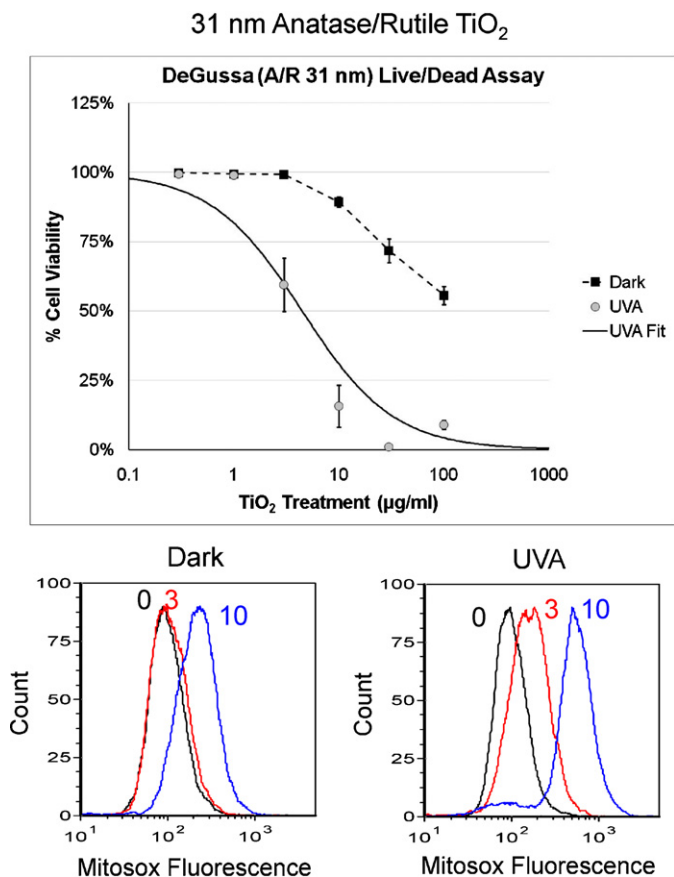 31 nm Anatase/Rutile TiO₂
DeGussa (A/R 31 nm) Live/Dead Assay
125%
100%
75%
50%
25%
0%
% Cell Viability
0.1 1 10 100 1000
TiO₂ Treatment (µg/ml)
Dark
UVA
UVA Fit
Dark
100
75
50
25
0
Count
0 3 10
10¹ 10² 10³
Mitosox Fluorescence
UVA
100
75
50
25
0
Count
0 3 10
10¹ 10² 10³
Mitosox Fluorescence